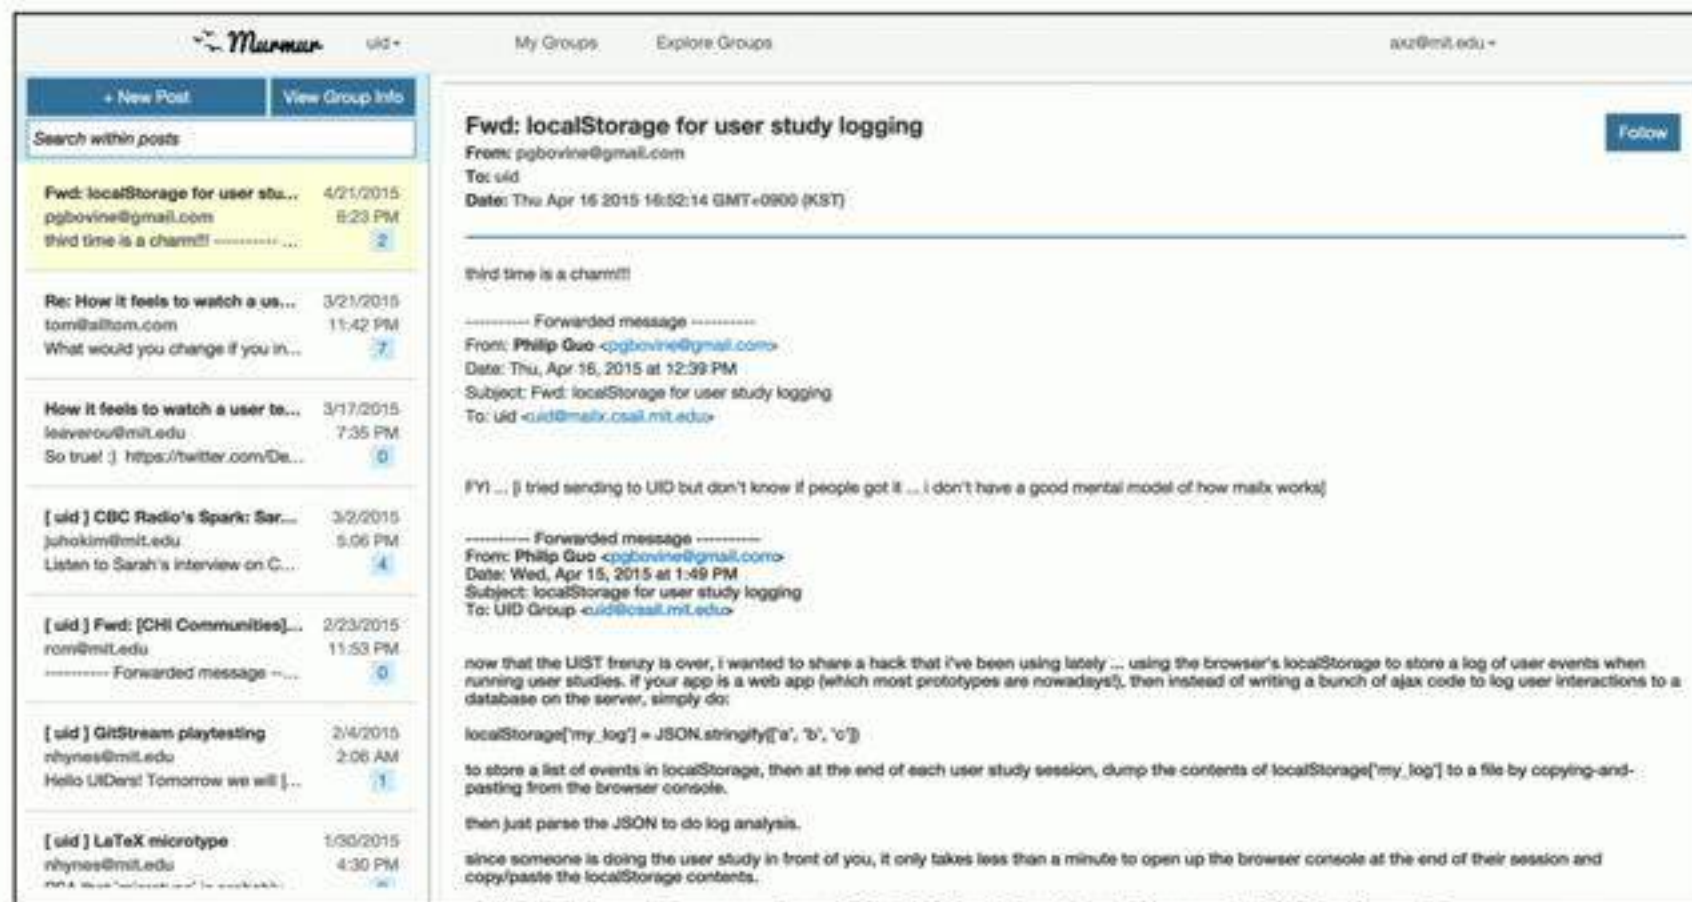 Murmur
uid
My Groups
Explore Groups
axz@mit.edu
+ New Post
View Group Info
Search within posts
Fwd: localStorage for user stu... 4/21/2015
pgbovine@gmail.com 6:23 PM
third time is a charm!!! ---------- ... 2
Re: How it feels to watch a us... 3/21/2015
tom@alltom.com 11:42 PM
What would you change if you in... 7
How it feels to watch a user te... 3/17/2015
leaverou@mit.edu 7:35 PM
So true! :) https://twitter.com/De... 0
[ uid ] CBC Radio's Spark: Sar... 3/2/2015
juhokim@mit.edu 5:06 PM
Listen to Sarah's interview on C... 4
[ uid ] Fwd: [CHI Communities]... 2/23/2015
rom@mit.edu 11:53 PM
---------- Forwarded message --... 0
[ uid ] GitStream playtesting 2/4/2015
nhynes@mit.edu 2:06 AM
Hello UIDers! Tomorrow we will [... 1
[ uid ] LaTeX microtype 1/30/2015
nhynes@mit.edu 4:30 PM
Fwd: localStorage for user study logging
Follow
From: pgbovine@gmail.com
To: uid
Date: Thu Apr 16 2015 16:52:14 GMT+0900 (KST)
third time is a charm!!!
---------- Forwarded message ----------
From: Philip Guo <pgbovine@gmail.com>
Date: Thu, Apr 16, 2015 at 12:39 PM
Subject: Fwd: localStorage for user study logging
To: uid <uid@mailx.csail.mit.edu>
FYI ... [i tried sending to UID but don't know if people got it ... i don't have a good mental model of how mailx works]
---------- Forwarded message ----------
From: Philip Guo <pgbovine@gmail.com>
Date: Wed, Apr 15, 2015 at 1:49 PM
Subject: localStorage for user study logging
To: UID Group <uid@csail.mit.edu>
now that the UIST frenzy is over, i wanted to share a hack that i've been using lately ... using the browser's localStorage to store a log of user events when
running user studies. if your app is a web app (which most prototypes are nowadays!), then instead of writing a bunch of ajax code to log user interactions to a
database on the server, simply do:
localStorage['my_log'] = JSON.stringify(['a', 'b', 'c'])
to store a list of events in localStorage, then at the end of each user study session, dump the contents of localStorage['my_log'] to a file by copying-and-
pasting from the browser console.
then just parse the JSON to do log analysis.
since someone is doing the user study in front of you, it only takes less than a minute to open up the browser console at the end of their session and
copy/paste the localStorage contents.